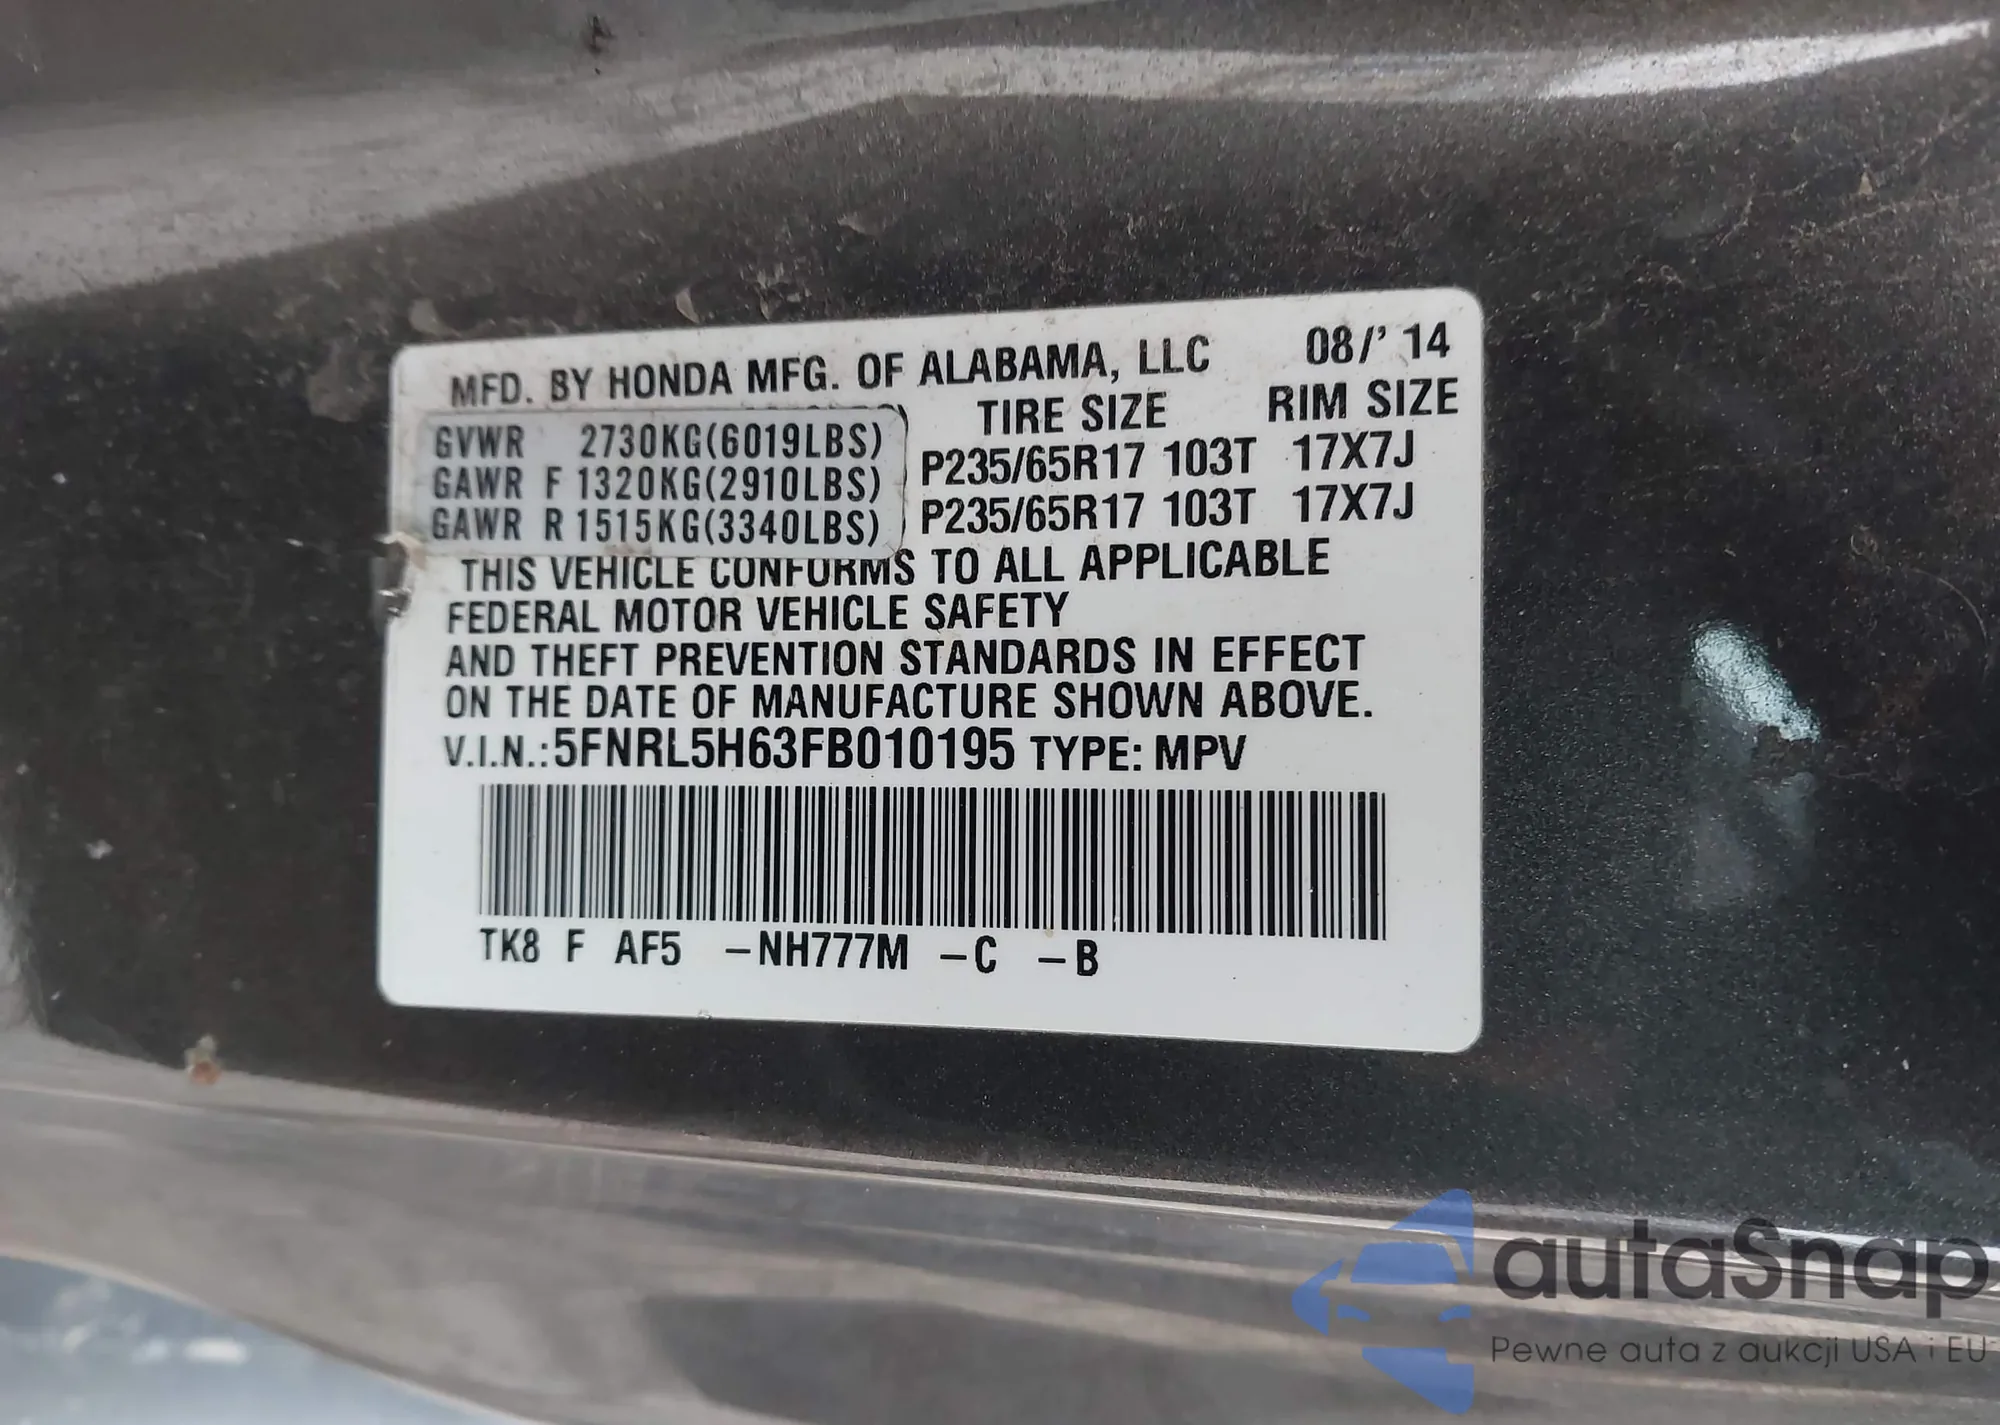 MFD. BY HONDA MFG. OF ALABAMA, LLC 08/' 14
TIRE SIZE RIM SIZE
GVWR 2730KG(6019LBS)
GAWR F 1320KG(2910LBS) P235/65R17 103T 17X7J
GAWR R 1515KG(3340LBS) P235/65R17 103T 17X7J
THIS VEHICLE CONFORMS TO ALL APPLICABLE
FEDERAL MOTOR VEHICLE SAFETY
AND THEFT PREVENTION STANDARDS IN EFFECT
ON THE DATE OF MANUFACTURE SHOWN ABOVE.
V.I.N.:5FNRL5H63FB010195 TYPE: MPV
TK8 F AF5 –NH777M –C –B
autaSnap
Pewne auta z aukcji USA i EU